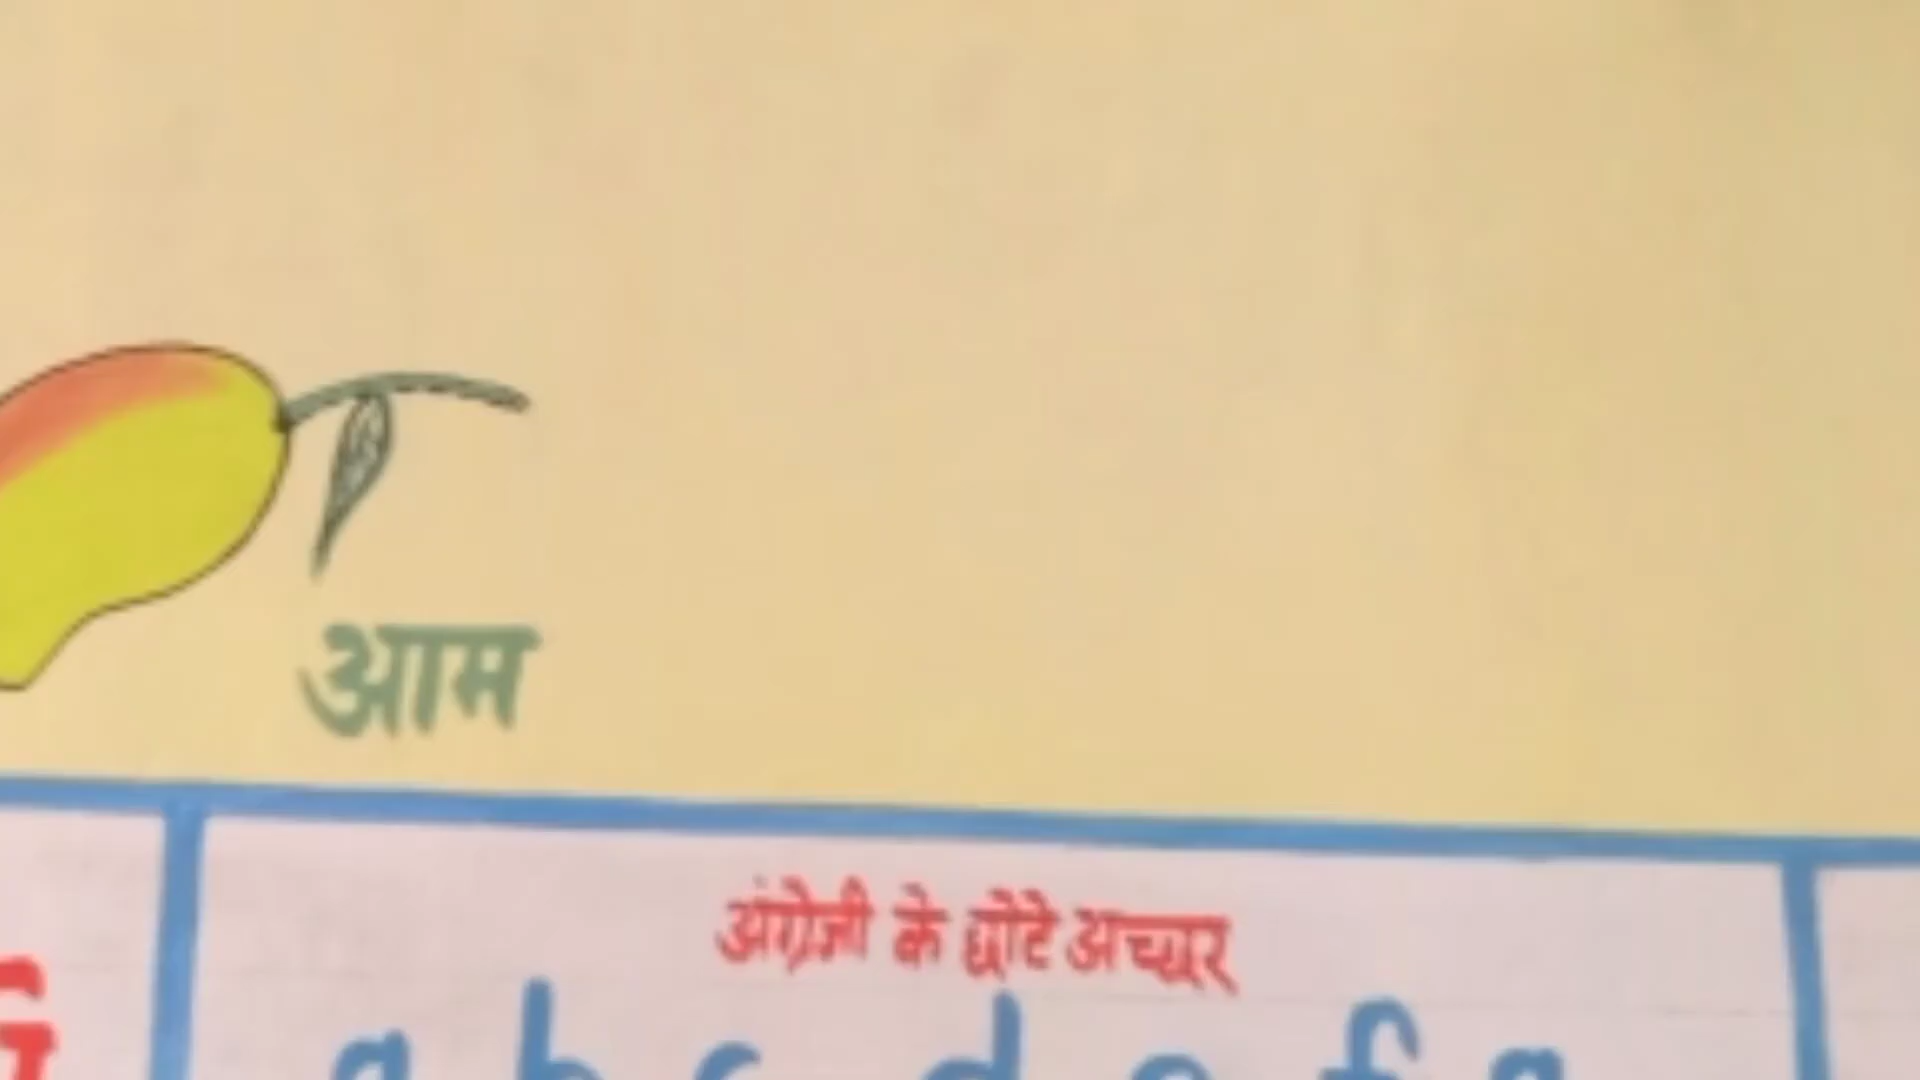 आम
अंग्रेजी के छोटे अच्छर
a b c d e f g